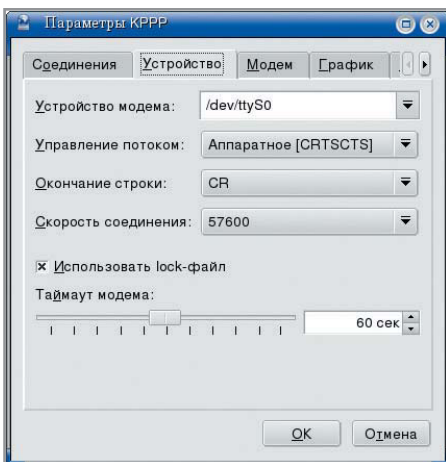 Параметры KPPP
Соединения Устройство Модем График
Устройство модема: /dev/ttyS0
Управление потоком: Аппаратное [CRTSCTS]
Окончание строки: CR
Скорость соединения: 57600
Использовать lock-файл
Таймаут модема:
60 сек
OK Отмена